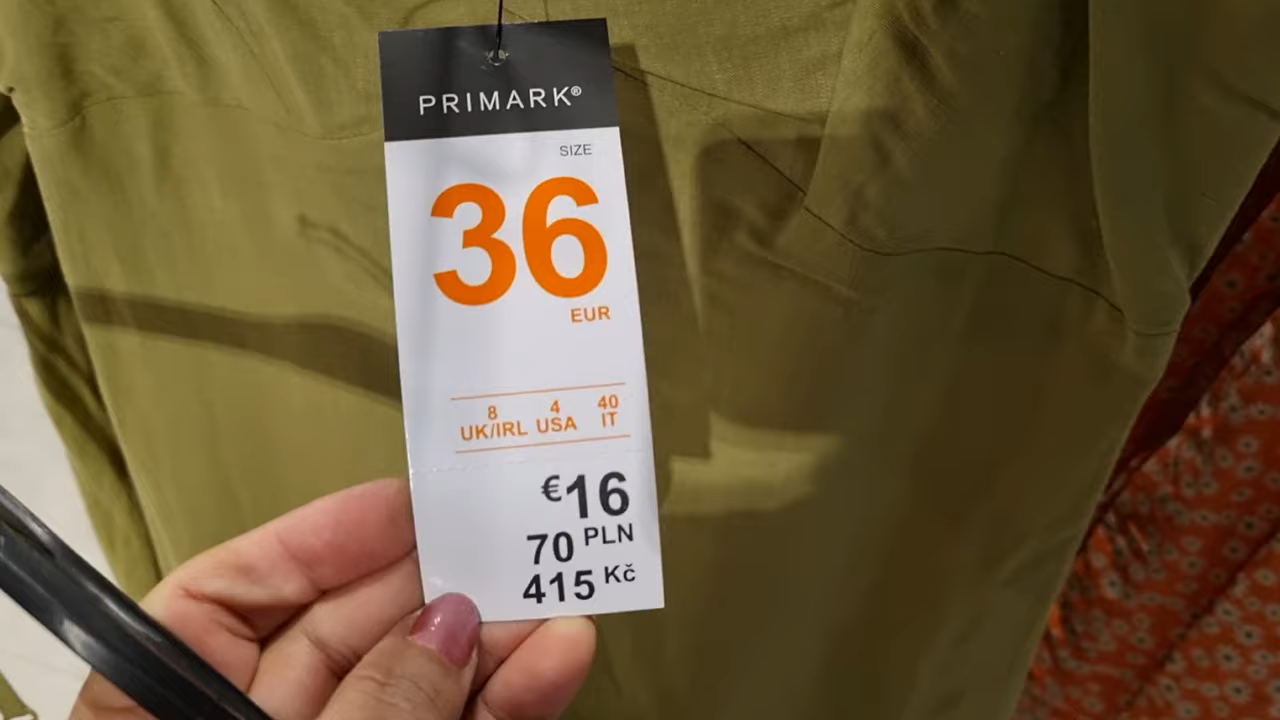 PRIMARK®
SIZE
36
EUR
8 4 40
UK/IRL USA IT
€16
70 PLN
415 Kč